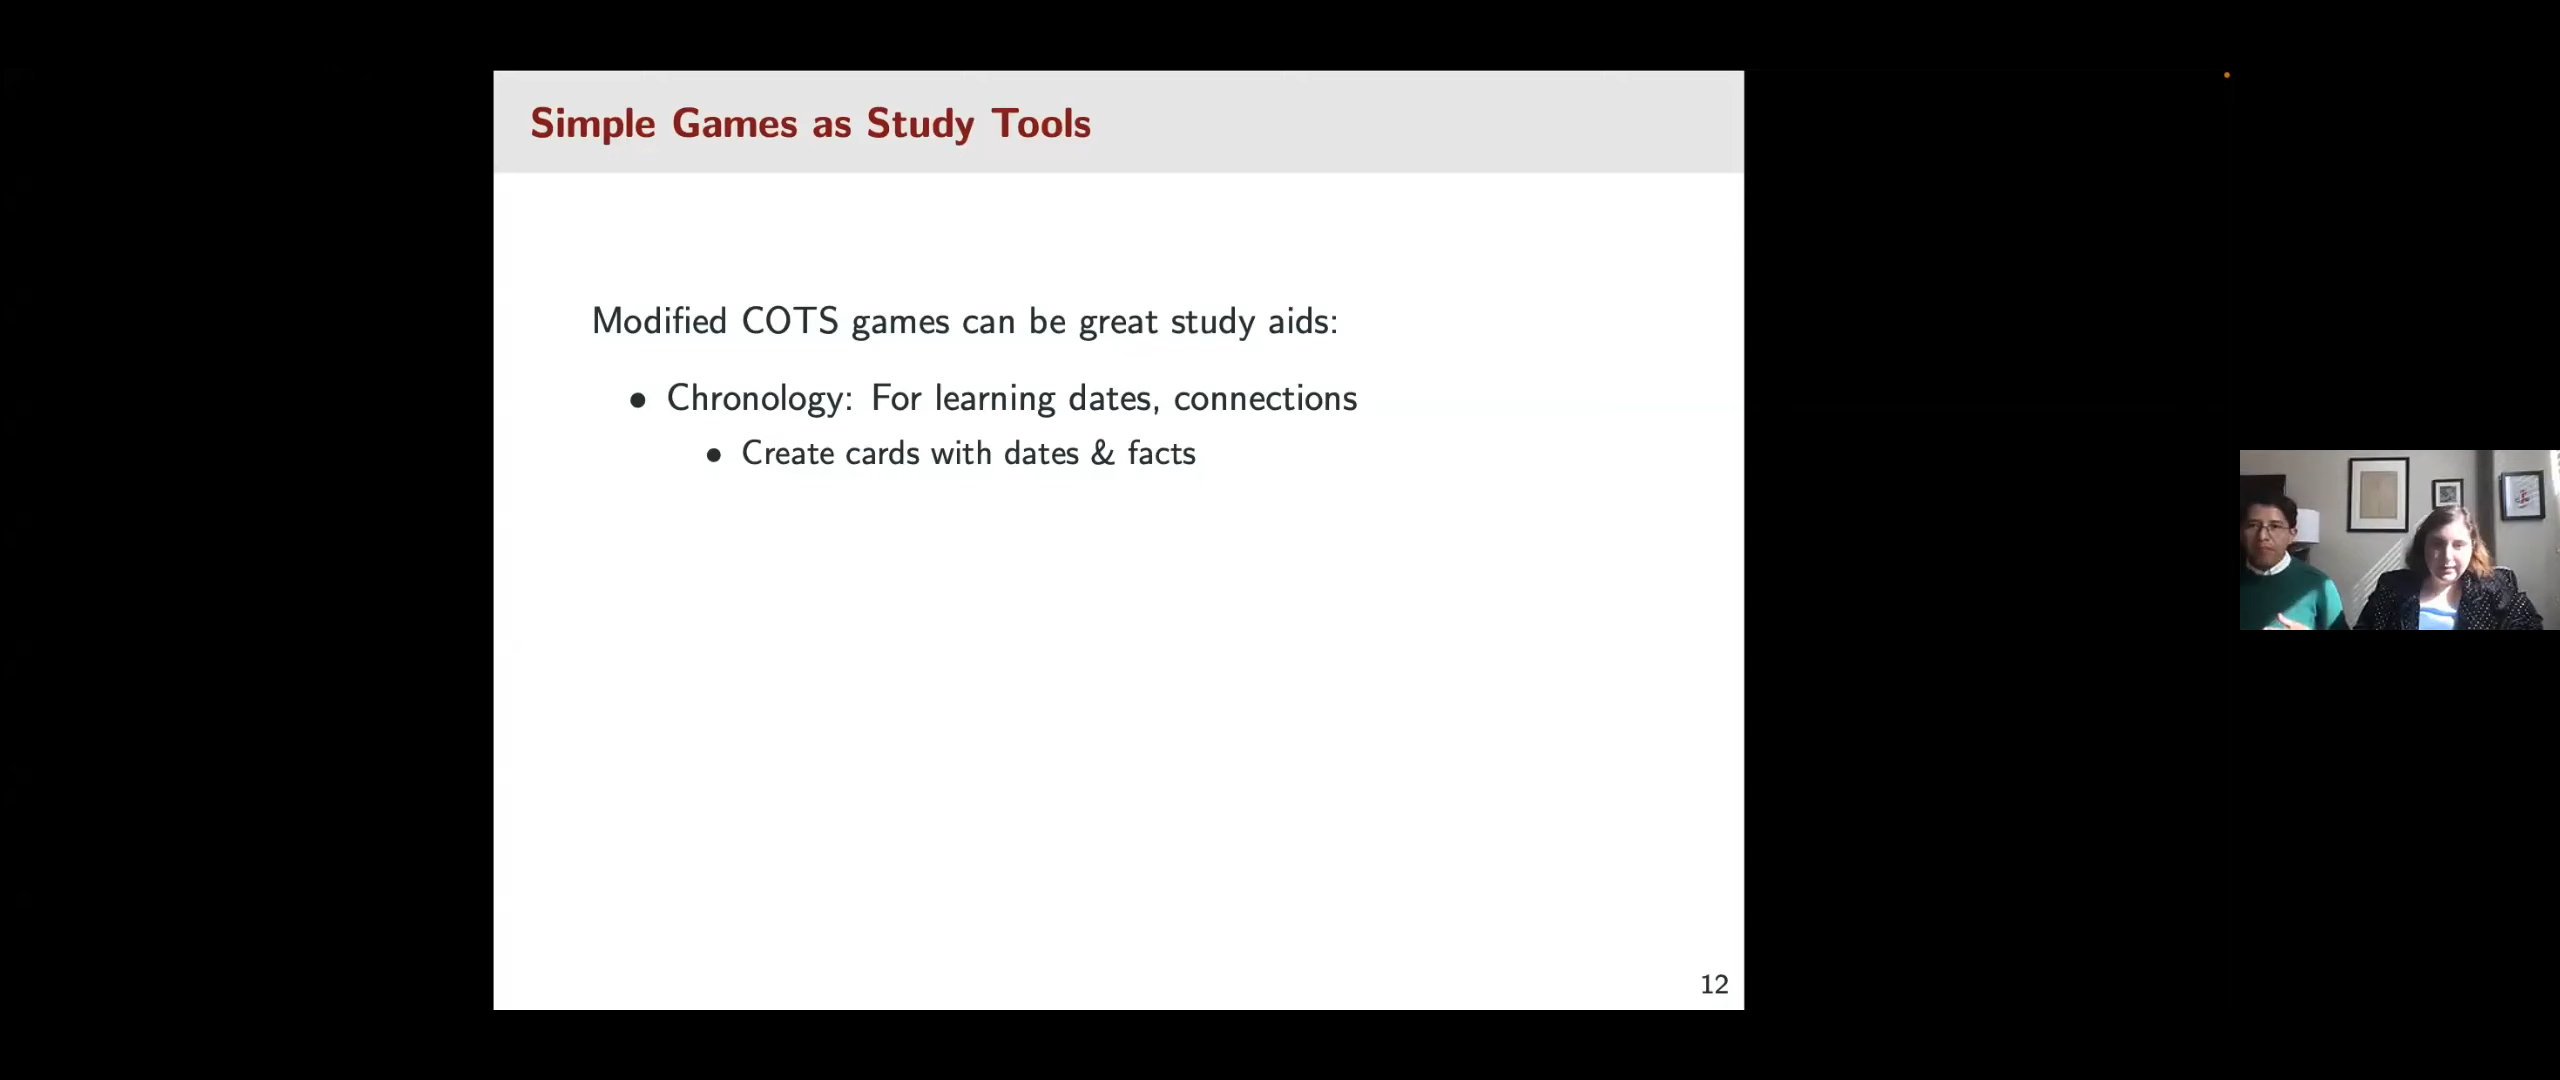 Simple Games as Study Tools
Modified COTS games can be great study aids:
• Chronology: For learning dates, connections
• Create cards with dates & facts
12